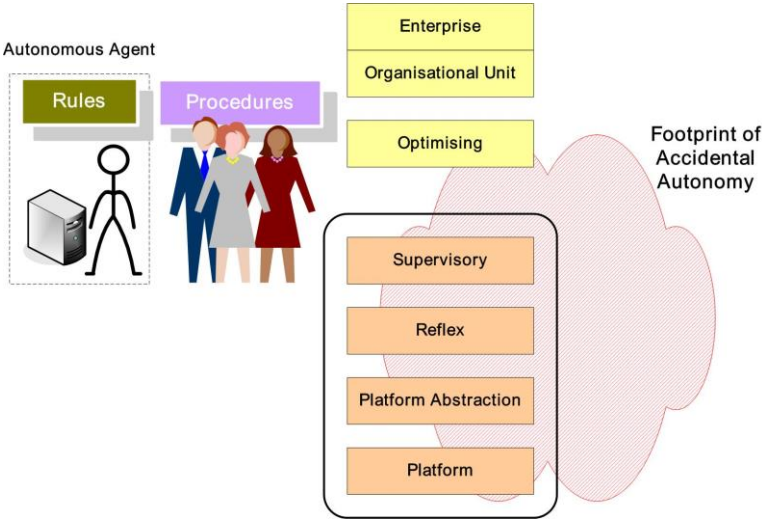 Enterprise
Autonomous Agent
Organisational Unit
Rules
Procedures
Optimising
Footprint of
Accidental
Autonomy
Supervisory
Reflex
Platform Abstraction
Platform